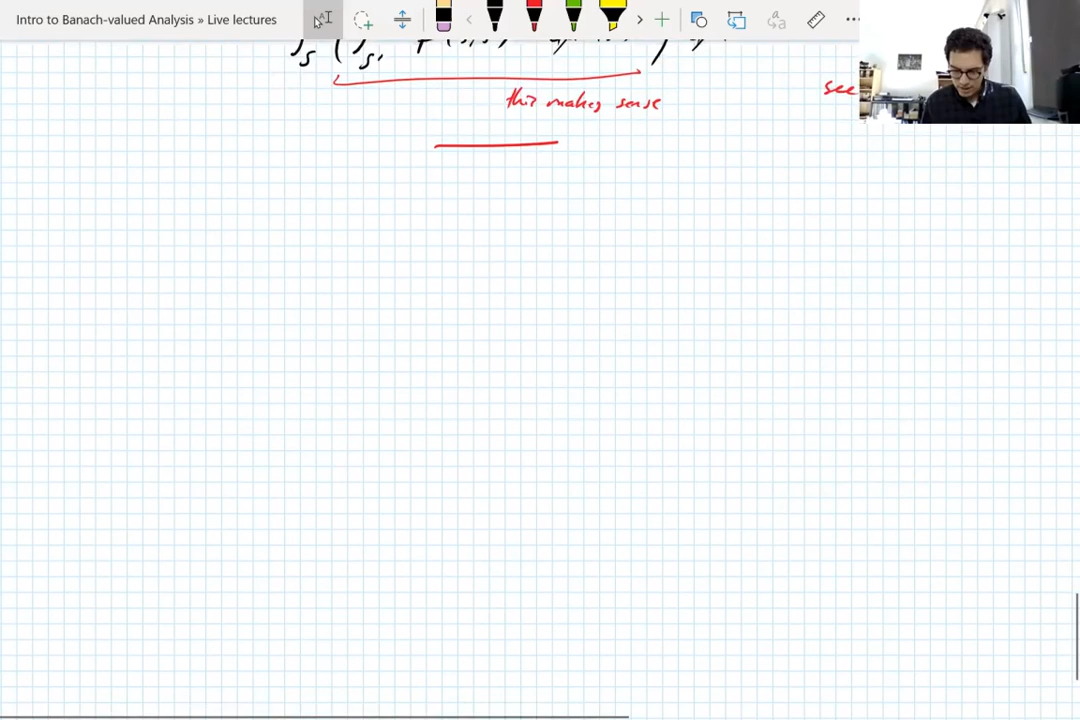 Intro to Banach-valued Analysis » Live lectures
this makes sense
see